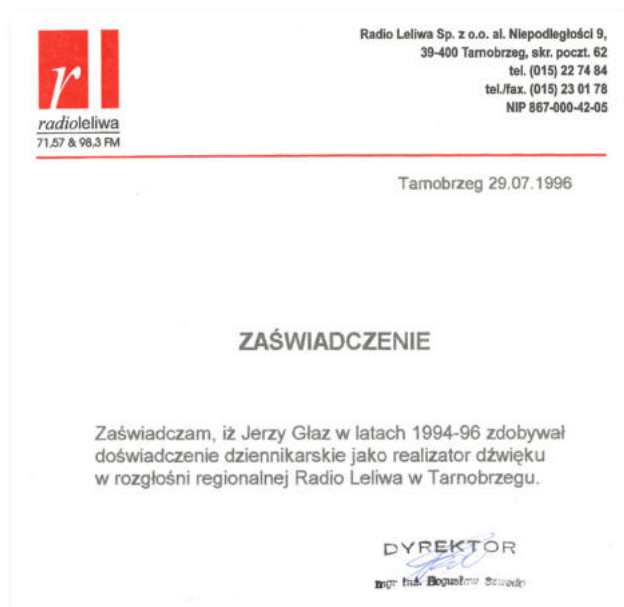 r
radioleliwa
71,57 & 98,3 FM
Radio Leliwa Sp. z o.o. al. Niepodległości 9,
39-400 Tarnobrzeg, skr. poczt. 62
tel. (015) 22 74 84
tel./fax. (015) 23 01 78
NIP 867-000-42-05
Tarnobrzeg 29.07.1996
ZAŚWIADCZENIE
Zaświadczam, iż Jerzy Głaz w latach 1994-96 zdobywał
doświadczenie dziennikarskie jako realizator dźwięku
w rozgłośni regionalnej Radio Leliwa w Tarnobrzegu.
DYREKTOR
mgr inż. Bogusław Szwedo